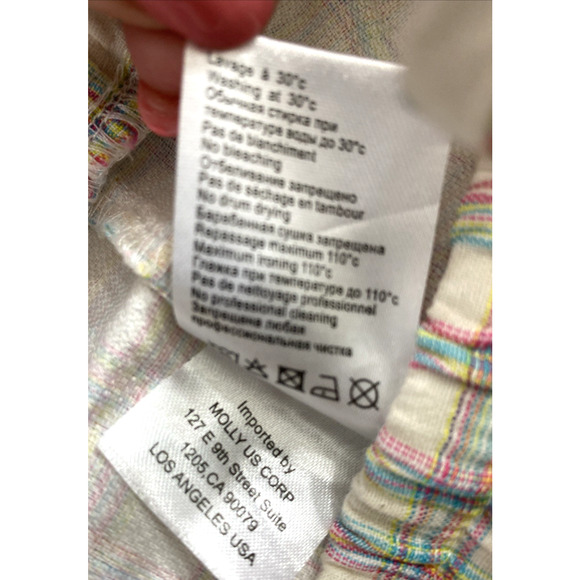 Lavage à 30°c
Washing at 30°c
Обычная стирка при
температуре воды до 30°c
Pas de blanchiment
No bleaching
Отбеливание запрещено
Pas de séchage en tambour
No drum drying
Барабанная сушка запрещена
Repassage maximum 110°c
Maximum ironing 110°c
Глажка при температуре до 110°c
Pas de nettoyage professionnel
No professional cleaning
Запрещена любая
профессиональная чистка
Imported by
MOLLY US CORP
127 E 9th Street Suite
1205,CA 90079
LOS ANGELES USA